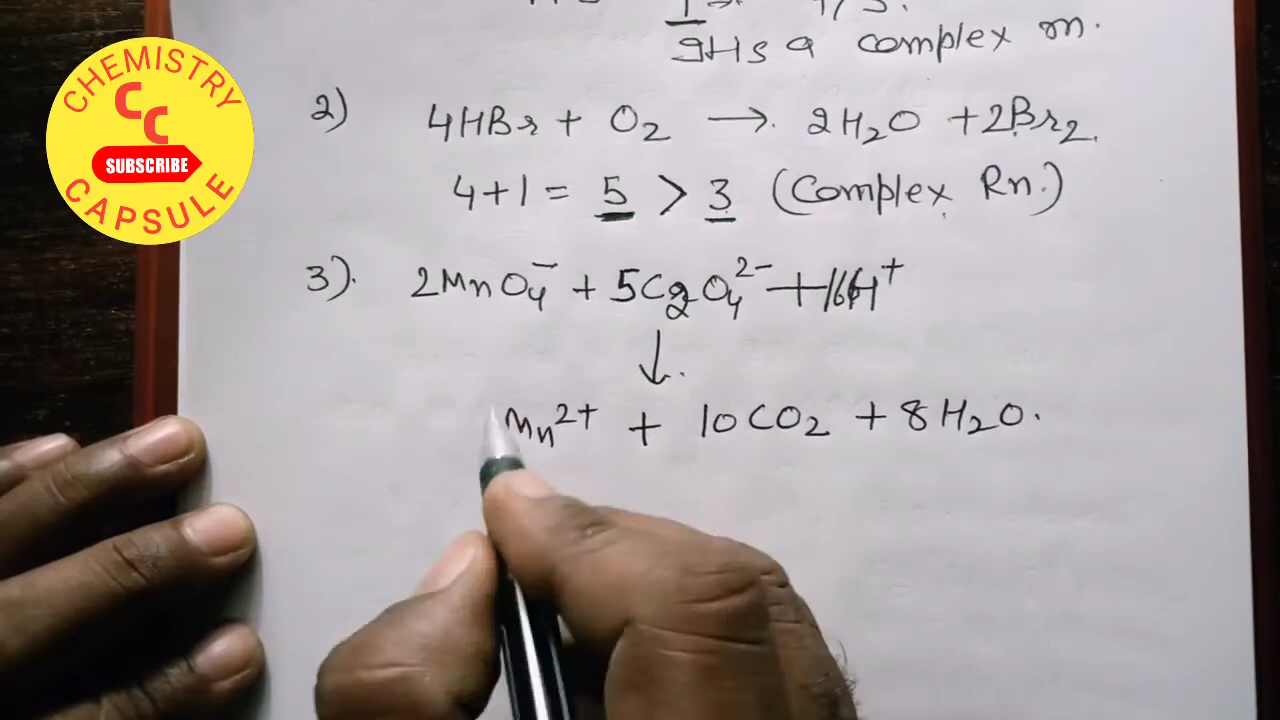 CHEMISTRY
CC
SUBSCRIBE
CAPSULE
gHs a complex rn.
2) 4HBr + O₂ → 2H₂O + 2Br₂.
4+1 = 5 > 3 (Complex Rn.)
3). 2MnO₄⁻ + 5C₂O₄²⁻ + 16H⁺
↓
Mn²⁺ + 10CO₂ + 8H₂O.